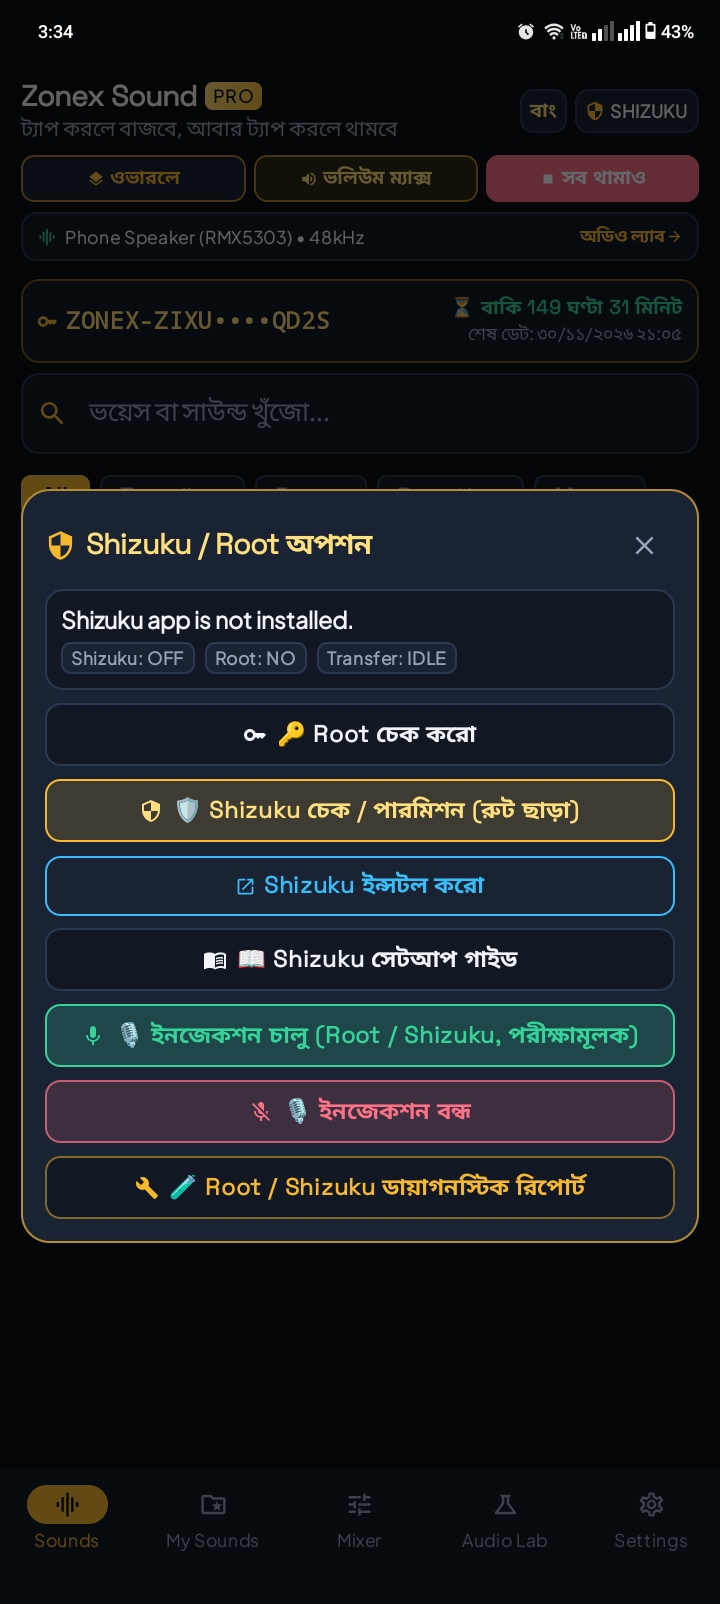 3:34
Vo LTE 43%
Zonex Sound PRO
ট্যাপ করলে বাজবে, আবার ট্যাপ করলে থামবে
বাং
SHIZUKU
ওভারলে
ভলিউম ম্যাক্স
সব থামাও
Phone Speaker (RMX5303) • 48kHz
অডিও ল্যাব →
ZONEX-ZIXU••••QD2S
⏳ বাকি 149 ঘণ্টা 31 মিনিট
শেষ ডেট: ৩০/১১/২০২৬ ২১:০৫
ভয়েস বা সাউন্ড খুঁজো...
Shizuku / Root অপশন
Shizuku app is not installed.
Shizuku: OFF
Root: NO
Transfer: IDLE
🔑 Root চেক করো
🛡️ Shizuku চেক / পারমিশন (রুট ছাড়া)
Shizuku ইন্সটল করো
📖 Shizuku সেটআপ গাইড
🎙️ ইনজেকশন চালু (Root / Shizuku, পরীক্ষামূলক)
🎙️ ইনজেকশন বন্ধ
🧪 Root / Shizuku ডায়াগনস্টিক রিপোর্ট
Sounds
My Sounds
Mixer
Audio Lab
Settings